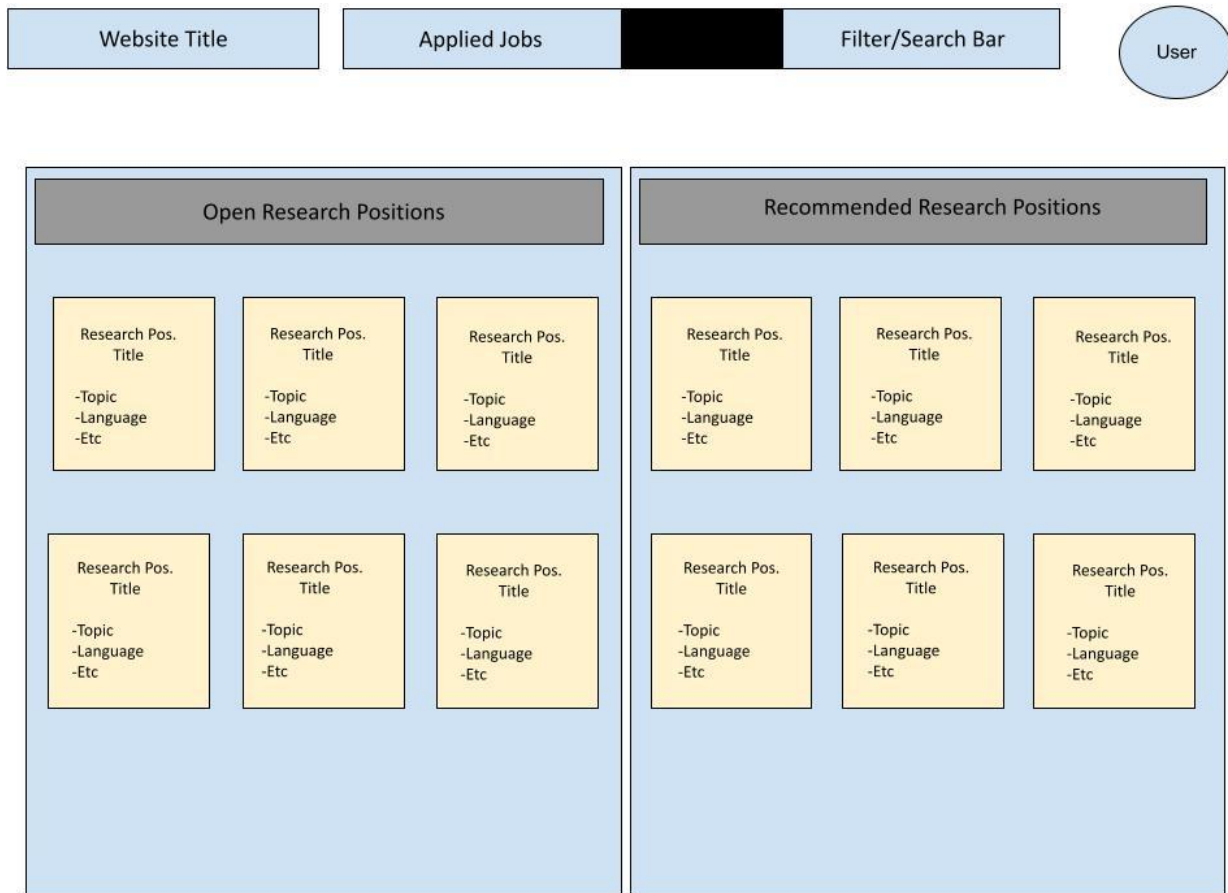 Website Title
Applied Jobs
Filter/Search Bar
User
Open Research Positions
Research Pos.
Title
-Topic
-Language
-Etc
Research Pos.
Title
-Topic
-Language
-Etc
Research Pos.
Title
-Topic
-Language
-Etc
Research Pos.
Title
-Topic
-Language
-Etc
Research Pos.
Title
-Topic
-Language
-Etc
Research Pos.
Title
-Topic
-Language
-Etc
Recommended Research Positions
Research Pos.
Title
-Topic
-Language
-Etc
Research Pos.
Title
-Topic
-Language
-Etc
Research Pos.
Title
-Topic
-Language
-Etc
Research Pos.
Title
-Topic
-Language
-Etc
Research Pos.
Title
-Topic
-Language
-Etc
Research Pos.
Title
-Topic
-Language
-Etc